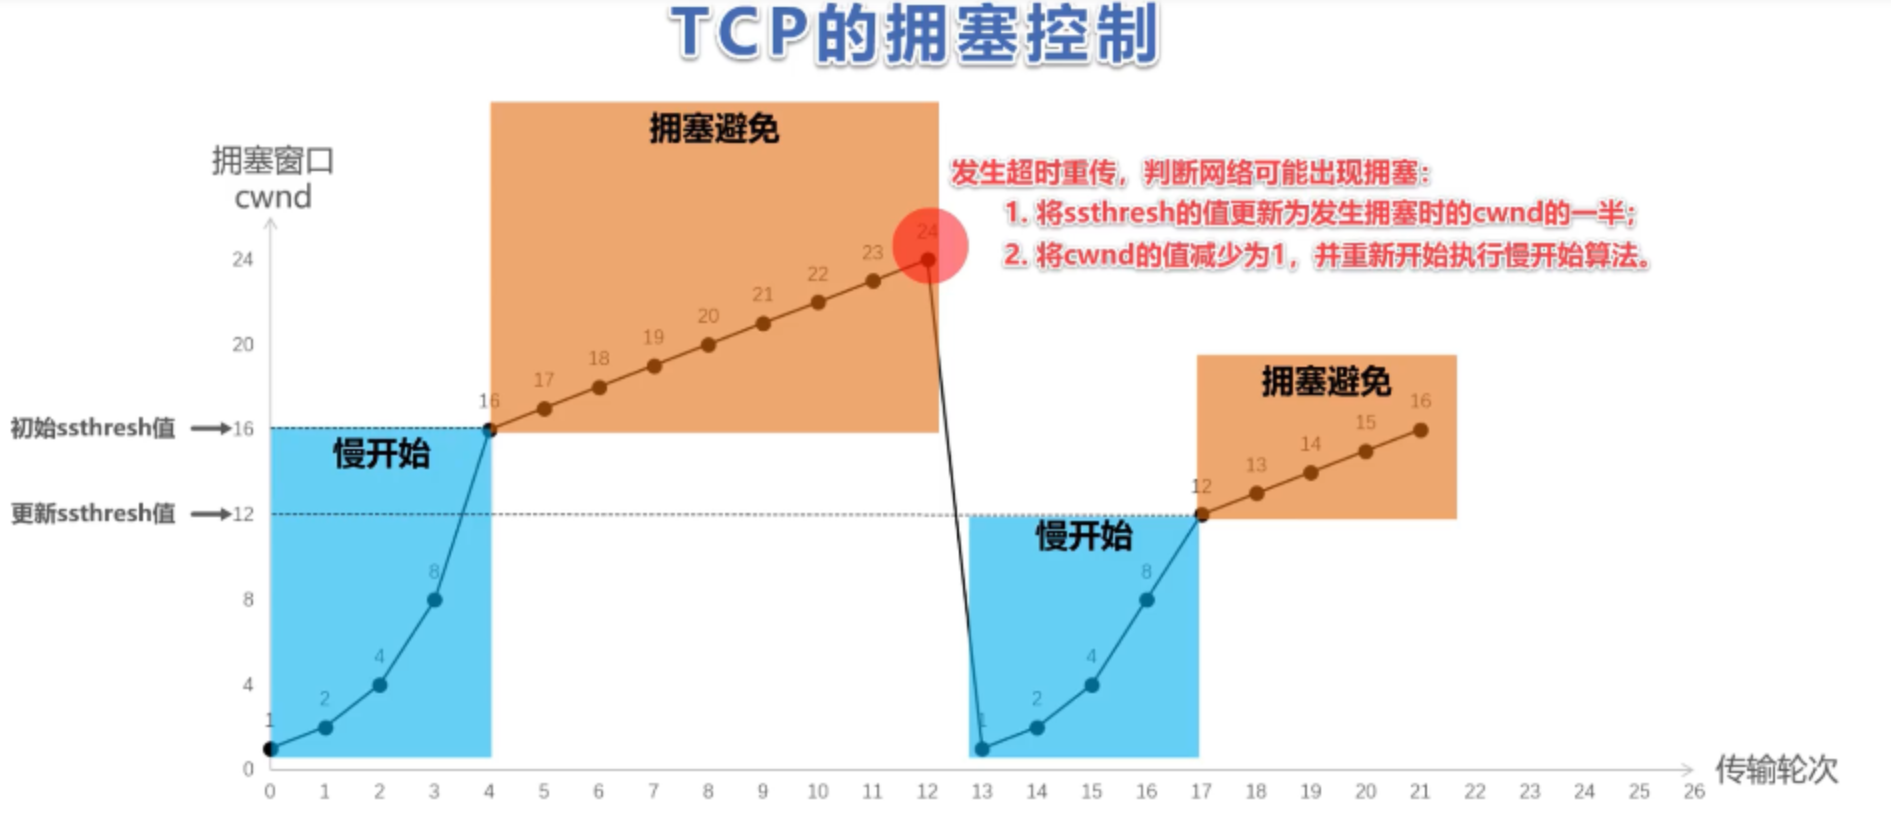 TCP的拥塞控制
拥塞避免
拥塞窗口
cwnd
发生超时重传，判断网络可能出现拥塞：
1. 将ssthresh的值更新为发生拥塞时的cwnd的一半；
2. 将cwnd的值减少为1，并重新开始执行慢开始算法。
24
24
23
22
21
20
19
18
17
16
20
拥塞避免
16
15
14
13
12
初始ssthresh值
16
慢开始
更新ssthresh值
12
慢开始
8
8
8
4
4
4
2
2
1
1
0
0 1 2 3 4 5 6 7 8 9 10 11 12 13 14 15 16 17 18 19 20 21 22 23 24 25 26
传输轮次